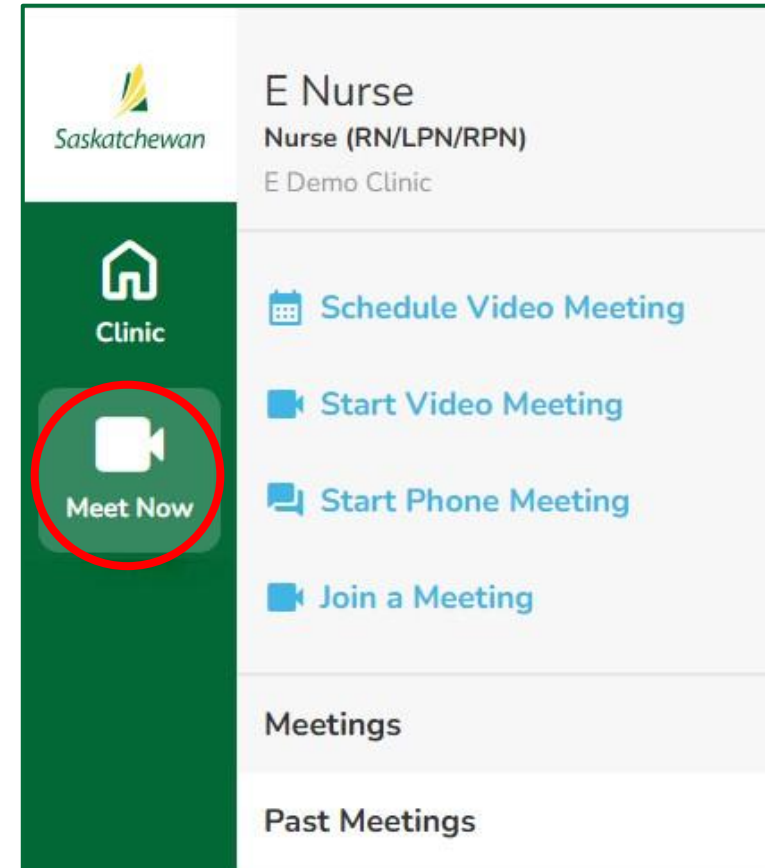 Saskatchewan
Clinic
Meet Now
E Nurse
Nurse (RN/LPN/RPN)
E Demo Clinic
Schedule Video Meeting
Start Video Meeting
Start Phone Meeting
Join a Meeting
Meetings
Past Meetings